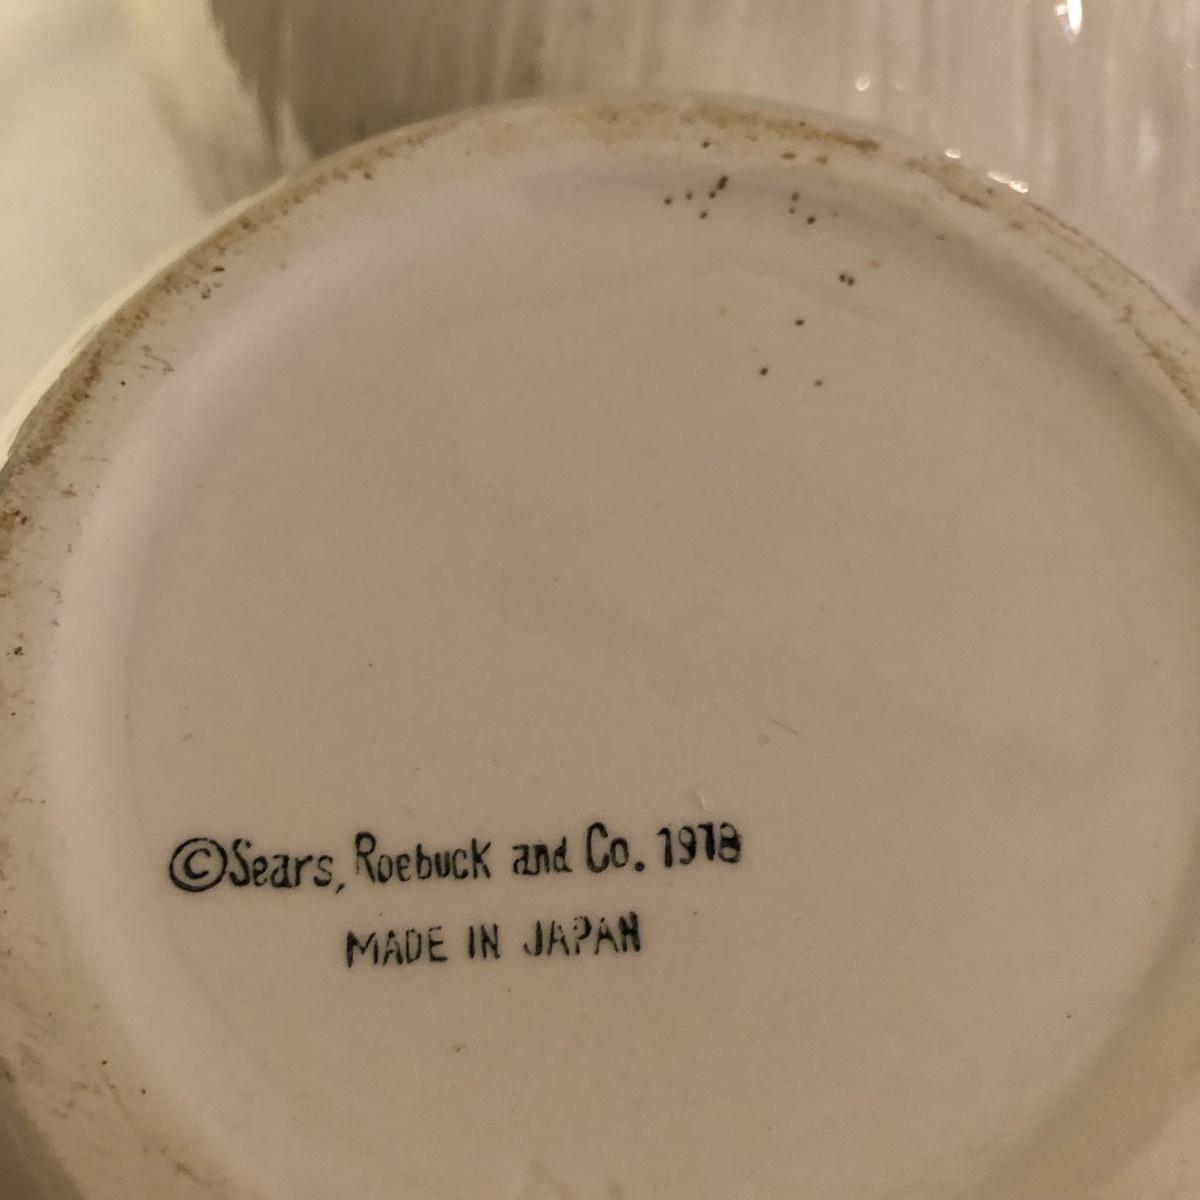 ©Sears, Roebuck and Co. 1978
MADE IN JAPAN